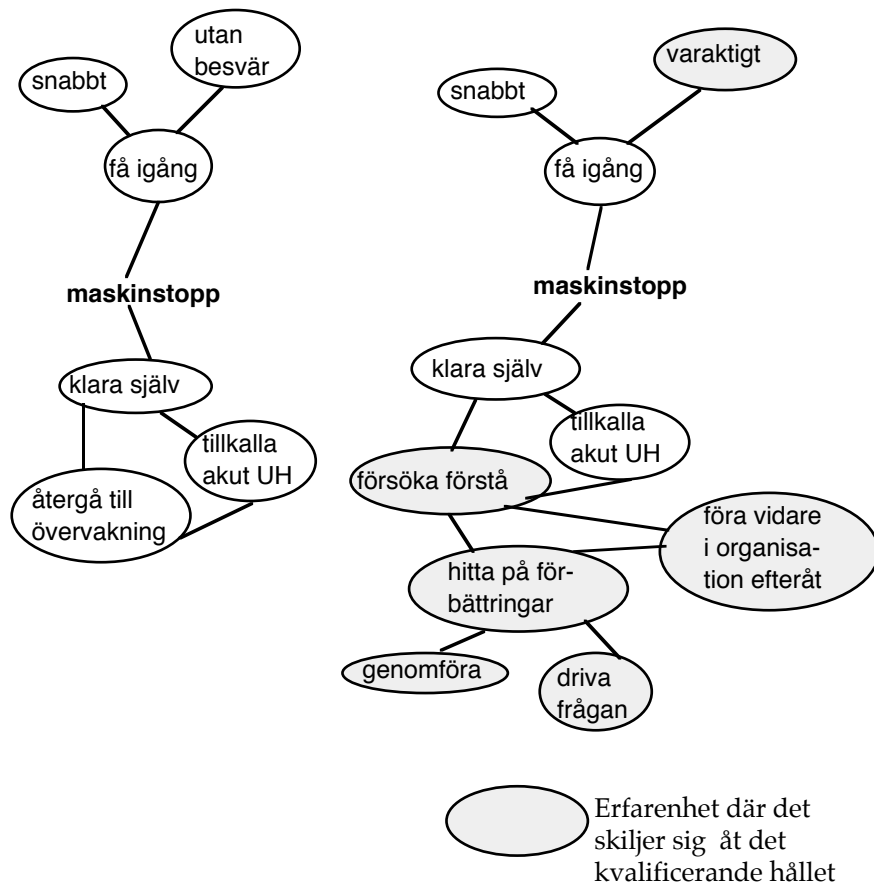 utan
besvär
snabbt
få igång
maskinstopp
klara själv
tillkalla
akut UH
återgå till
övervakning
varaktigt
snabbt
få igång
maskinstopp
klara själv
tillkalla
akut UH
försöka förstå
föra vidare
i organisa-
tion efteråt
hitta på för-
bättringar
genomföra
driva
frågan
Erfarenhet där det
skiljer sig åt det
kvalificerande hållet